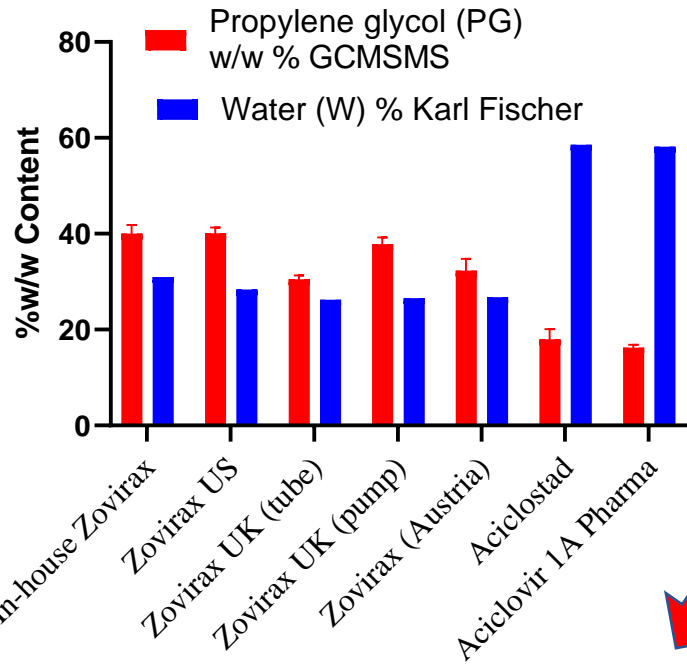 Propylene glycol (PG)
w/w % GCMSMS
Water (W) % Karl Fischer
%w/w Content
80
60
40
20
0
In-house Zovirax
Zovirax US
Zovirax UK (tube)
Zovirax UK (pump)
Zovirax (Austria)
Aciclostad
Aciclovir 1A Pharma